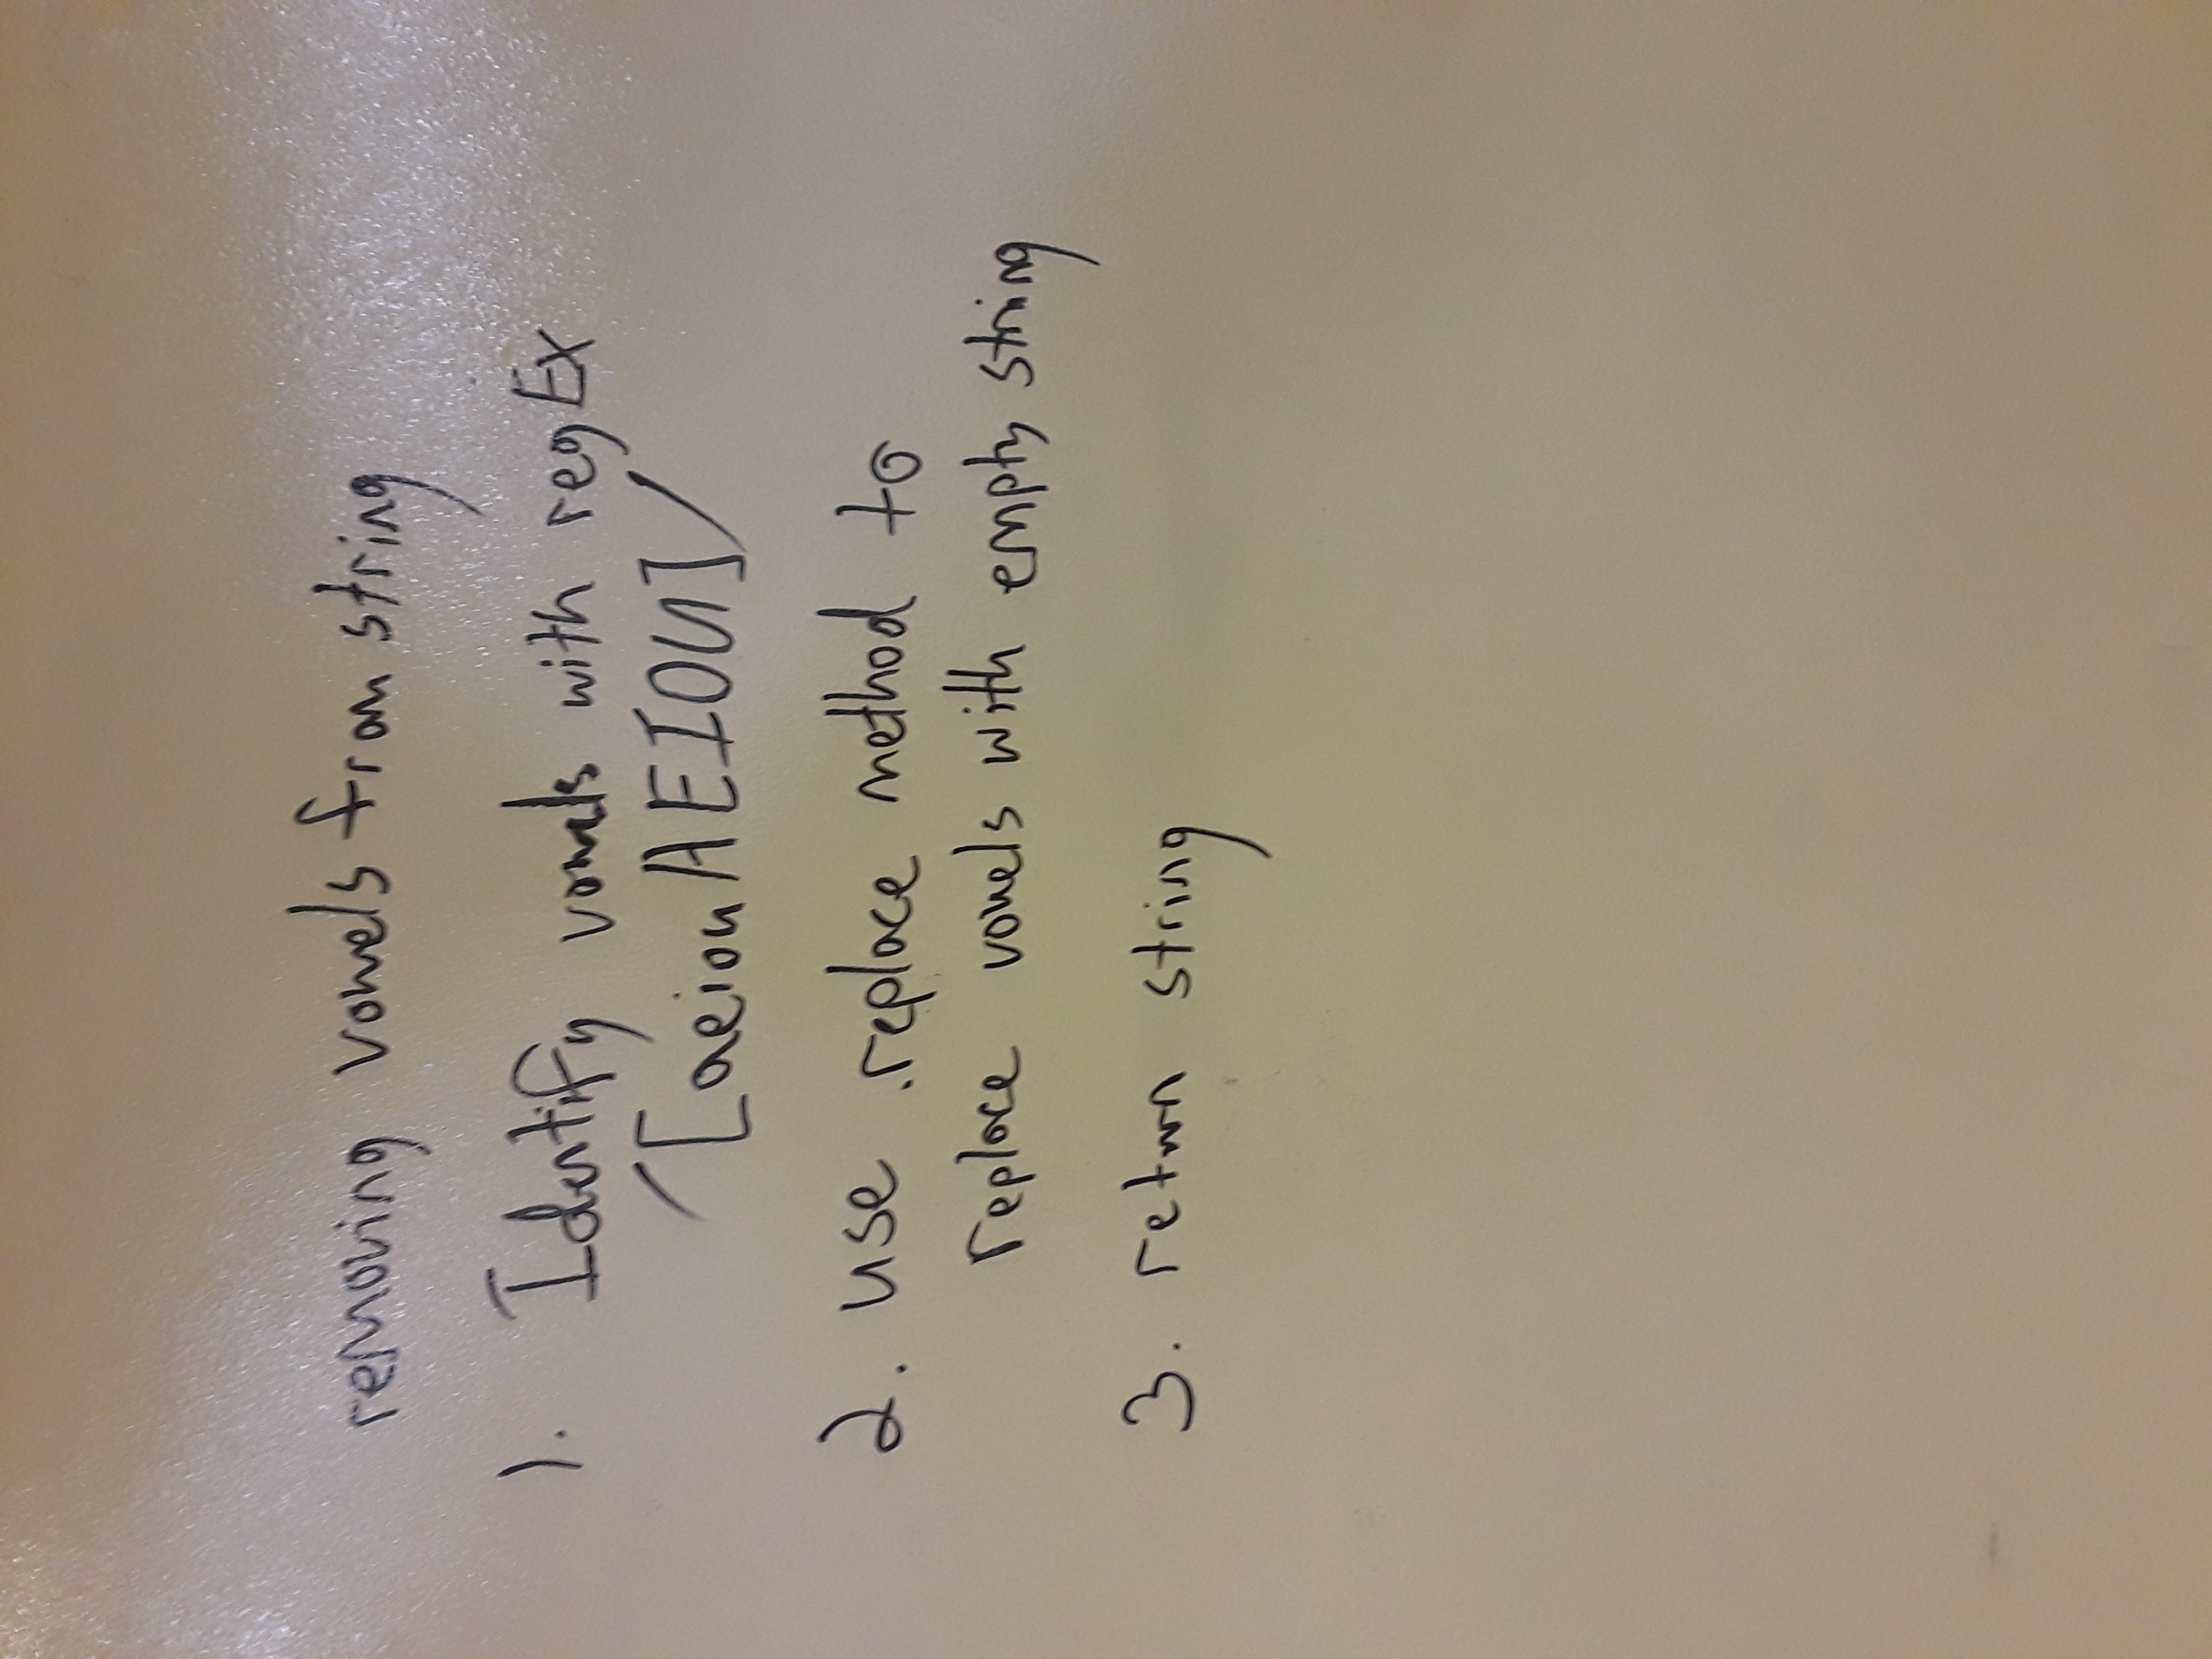 removing vowels from string
1. Identify vowels with regEx
/[aeiouAEIOU]/
2. use .replace method to
replace vowels with empty string
3. return string